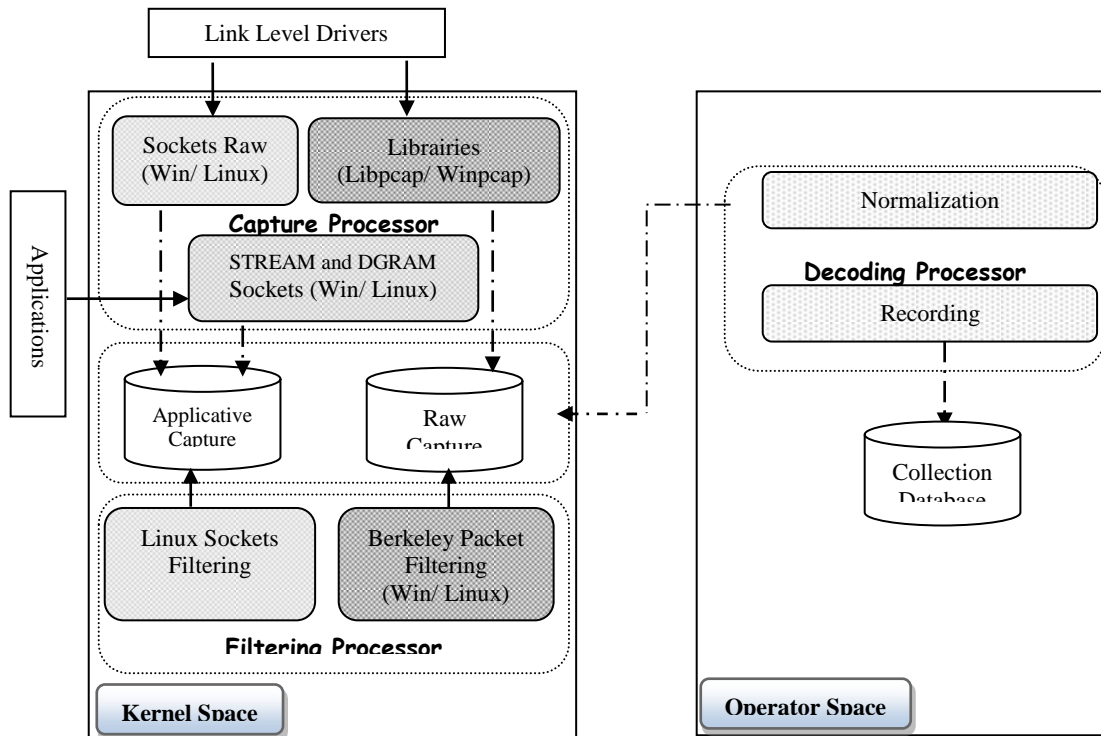 Link Level Drivers
Sockets Raw
(Win/ Linux)
Librairies
(Libpcap/ Winpcap)
Capture Processor
STREAM and DGRAM
Sockets (Win/ Linux)
Applications
Applicative
Capture
Raw
Capture
Linux Sockets
Filtering
Berkeley Packet
Filtering
(Win/ Linux)
Filtering Processor
Kernel Space
Normalization
Decoding Processor
Recording
Collection
Database
Operator Space